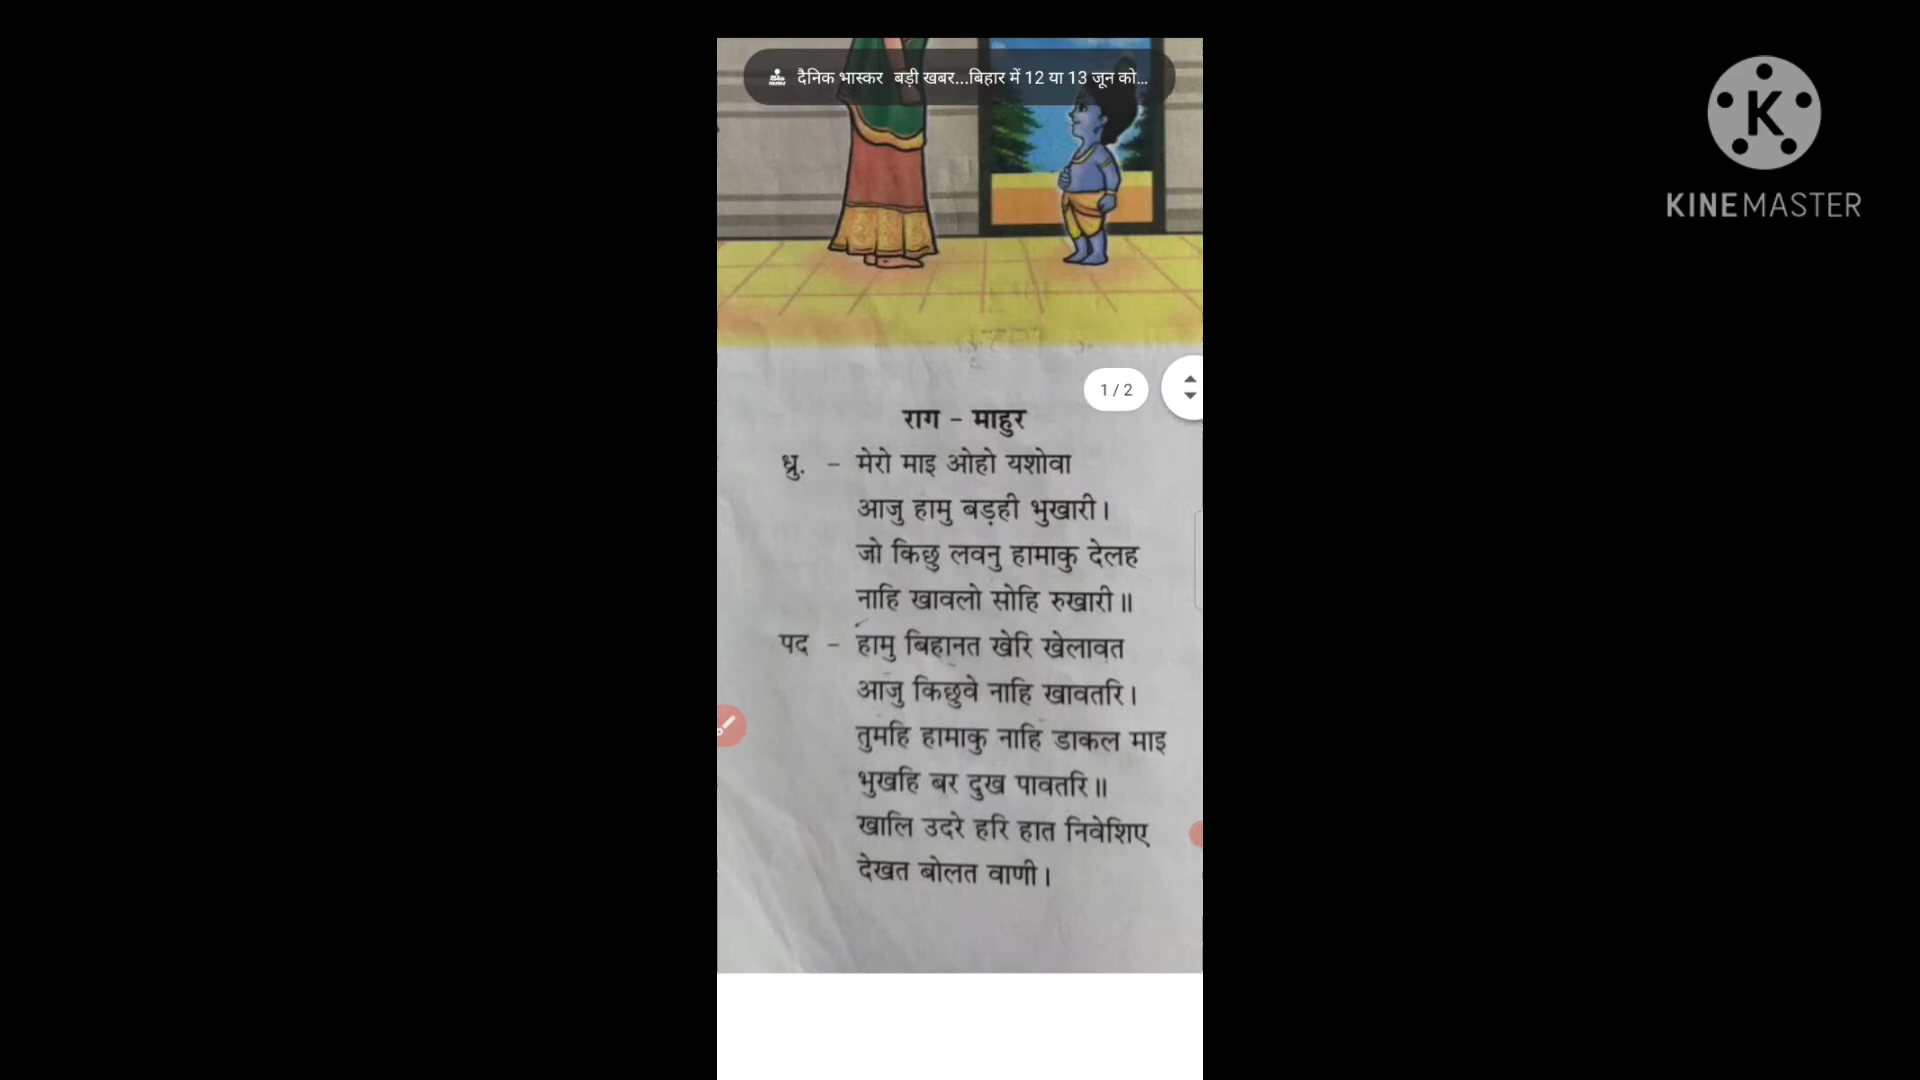 दैनिक भास्कर बड़ी खबर...बिहार में 12 या 13 जून को...
KINEMASTER
1 / 2
राग - माहुर
ध्रु. - मेरो माइ ओहो यशोवा
आजु हामु बड़ही भुखारी।
जो किछु लवनु हामाकु देलह
नाहि खावलो सोहि रुखारी॥
पद - हामु बिहानत खेरि खेलावत
आजु किछुवे नाहि खावतरि।
तुमहि हामाकु नाहि डाकल माइ
भुखहि बर दुख पावतरि॥
खालि उदरे हरि हात निवेशिए
देखत बोलत वाणी।